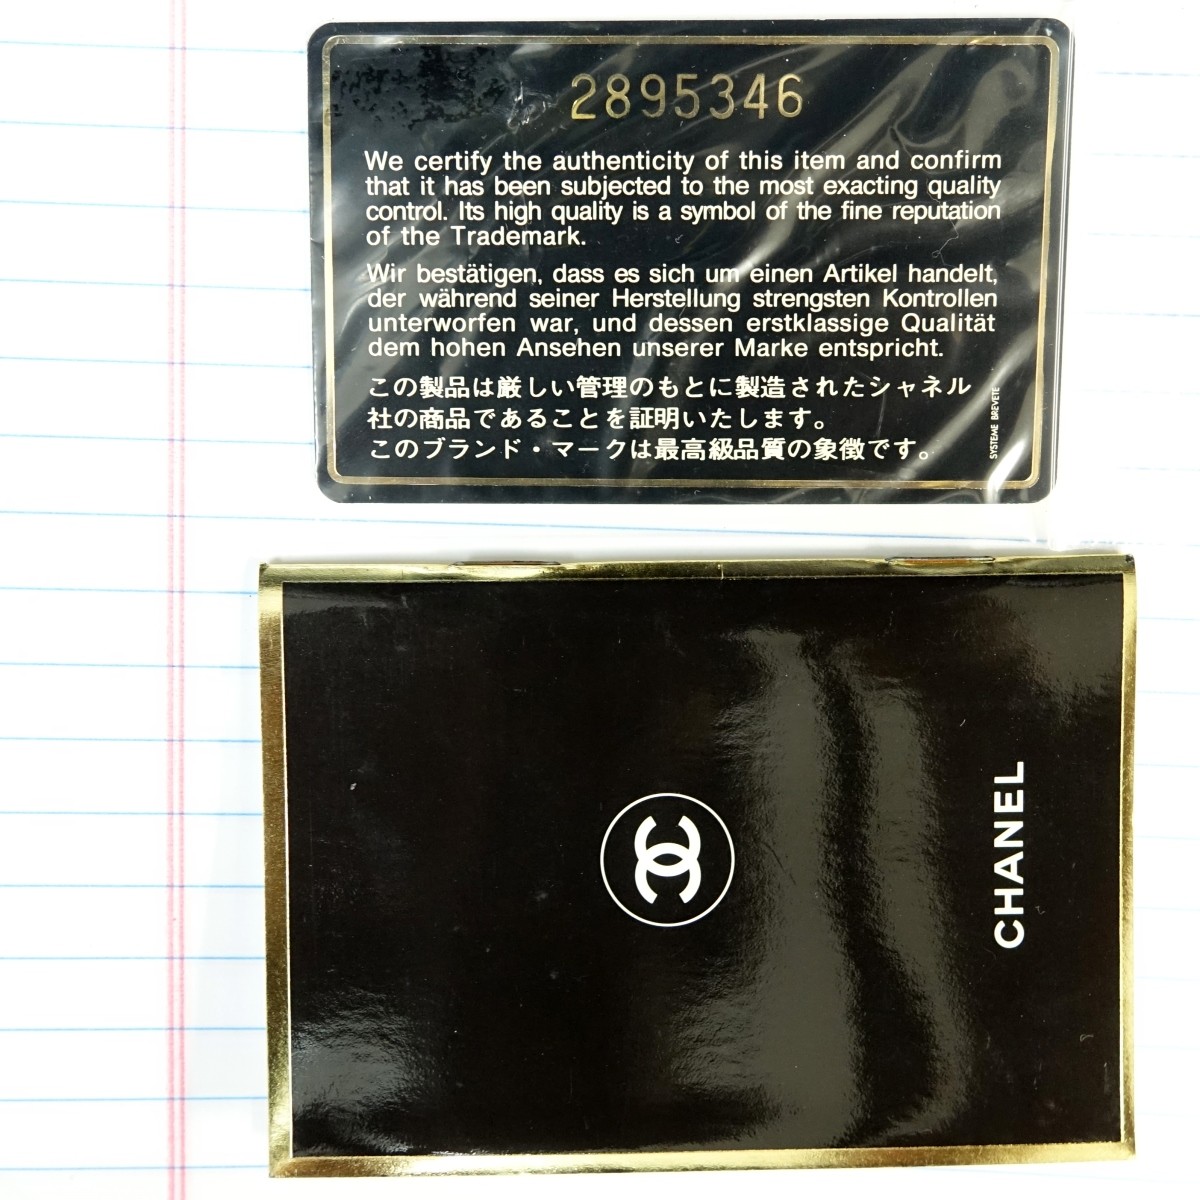 2895346
We certify the authenticity of this item and confirm
that it has been subjected to the most exacting quality
control. Its high quality is a symbol of the fine reputation
of the Trademark.
Wir bestätigen, dass es sich um einen Artikel handelt,
der während seiner Herstellung strengsten Kontrollen
unterworfen war, und dessen erstklassige Qualität
dem hohen Ansehen unserer Marke entspricht.
この製品は厳しい管理のもとに製造されたシャネル
社の商品であることを証明いたします。
このブランド・マークは最高級品質の象徴です。
SYSTEME BREVETE
CHANEL